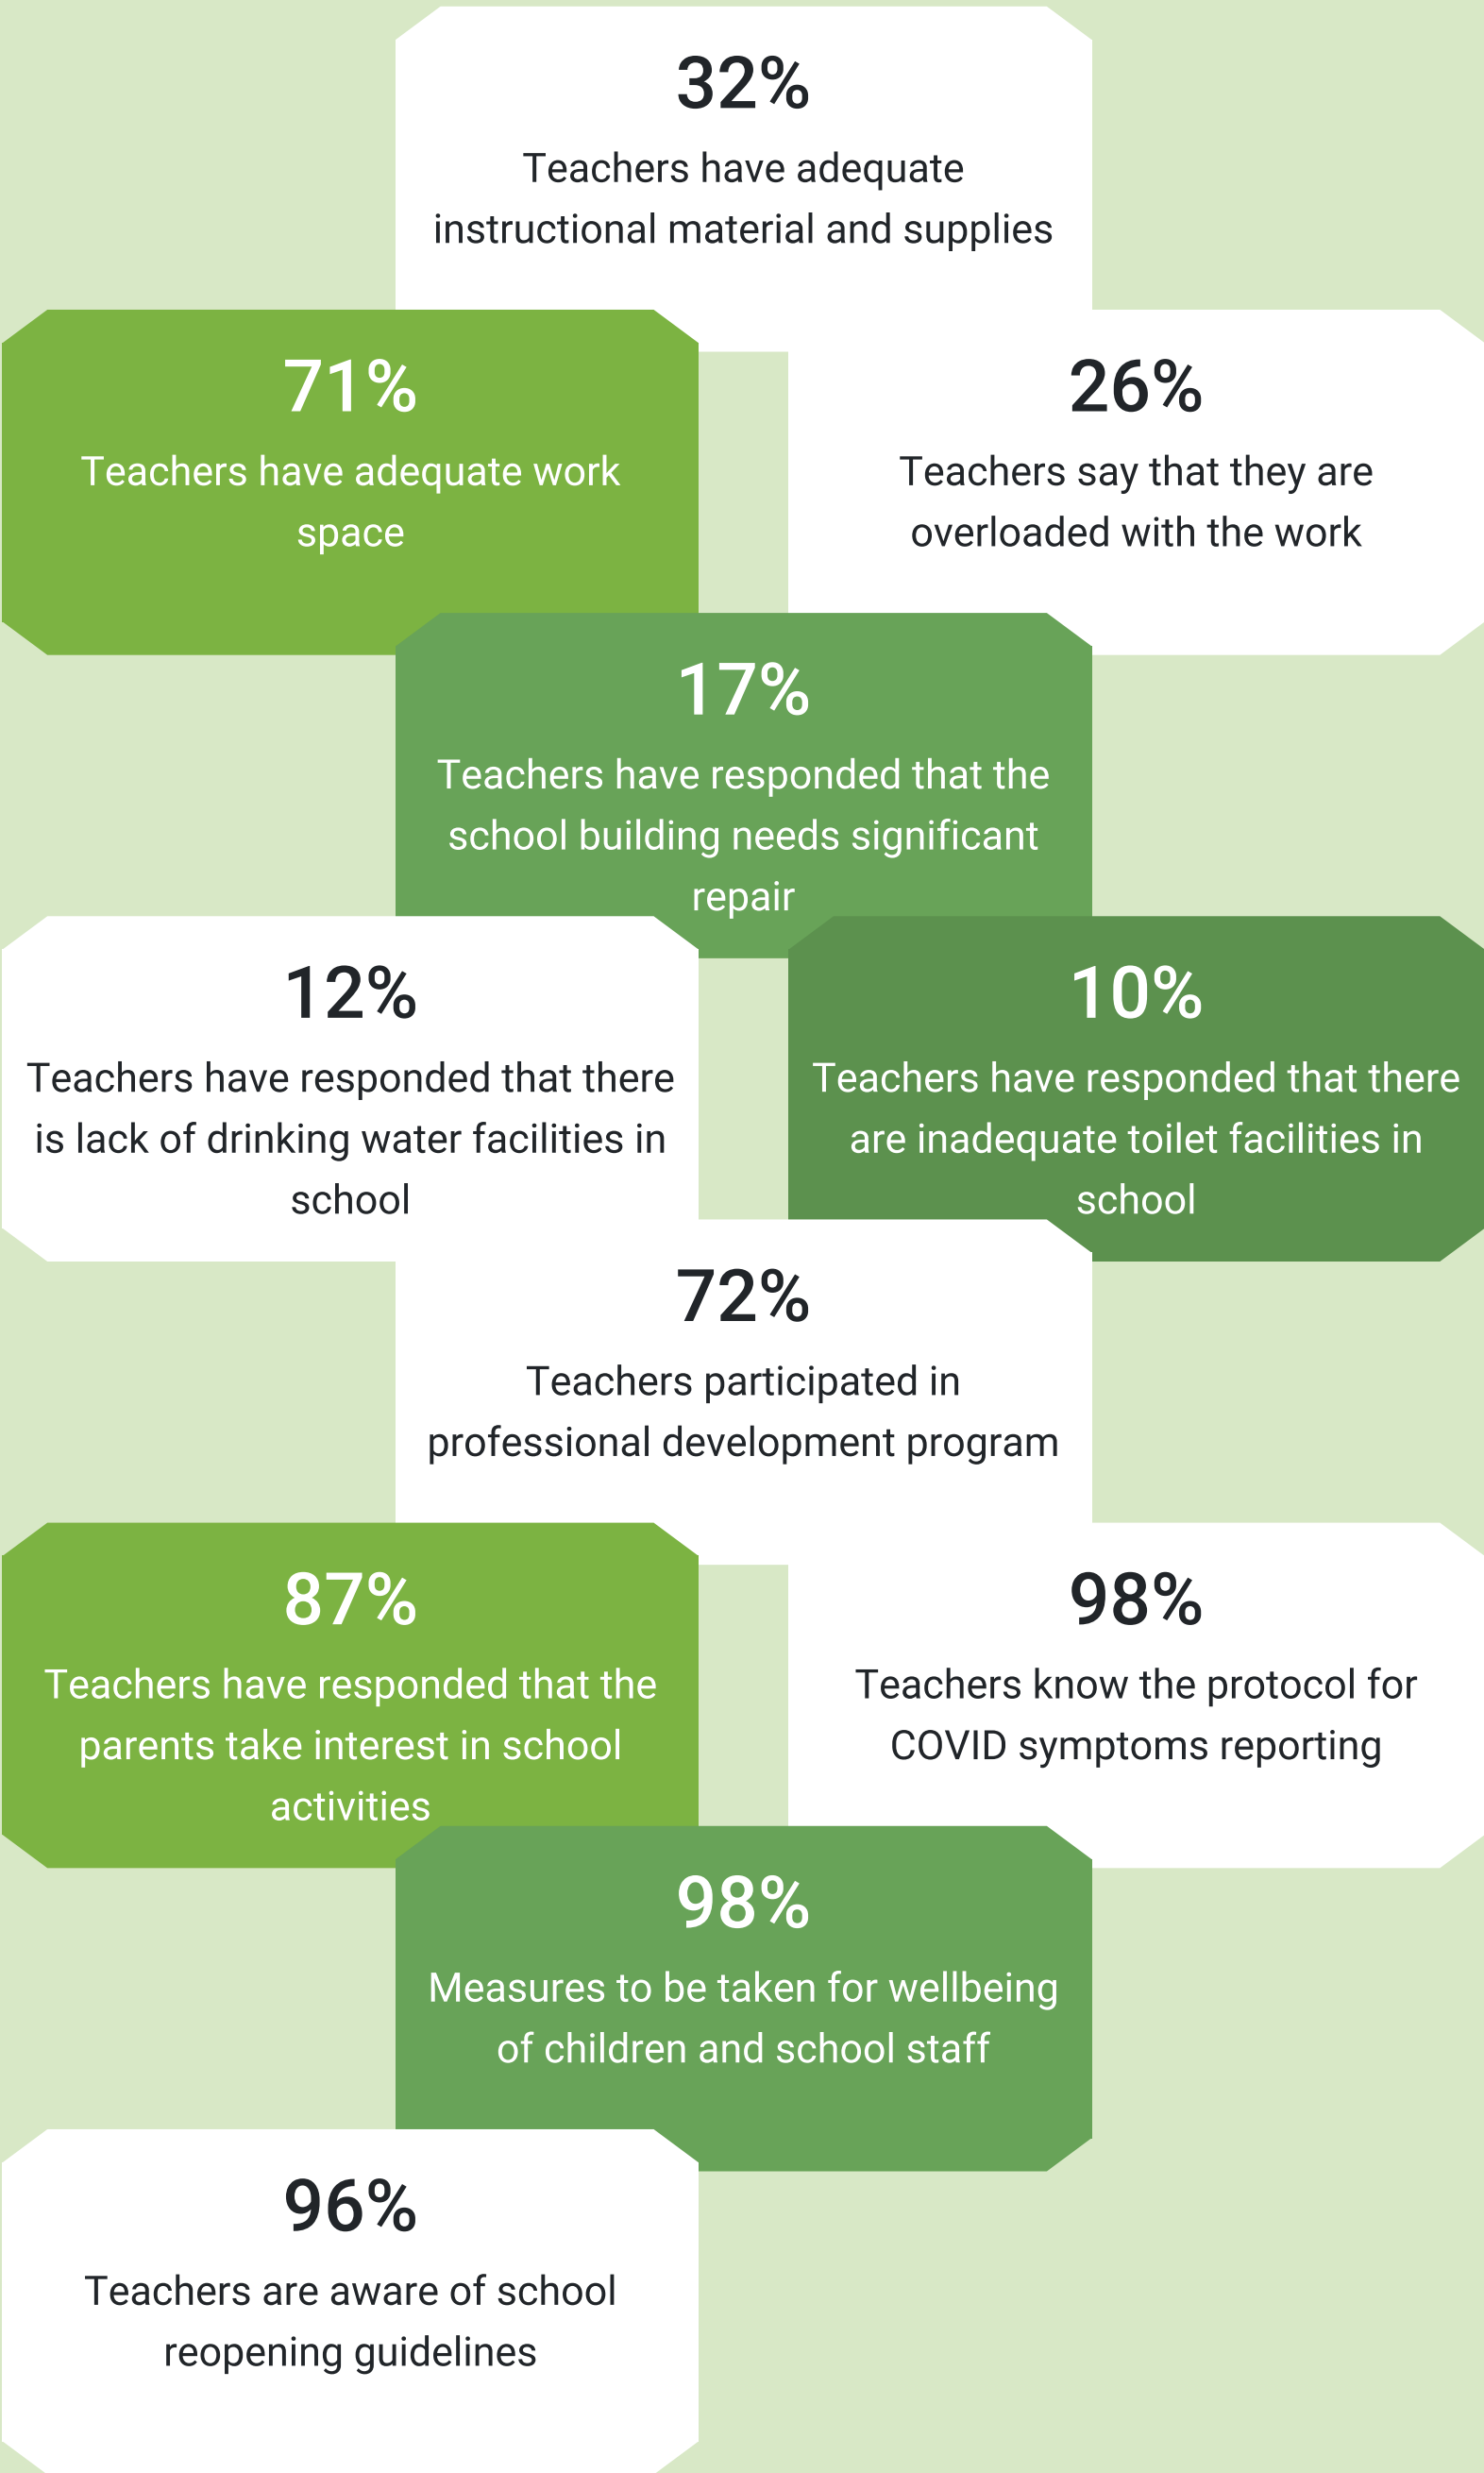 32%
Teachers have adequate
instructional material and supplies
71%
Teachers have adequate work
space
26%
Teachers say that they are
overloaded with the work
17%
Teachers have responded that the
school building needs significant
repair
12%
Teachers have responded that there
is lack of drinking water facilities in
school
10%
Teachers have responded that there
are inadequate toilet facilities in
school
72%
Teachers participated in
professional development program
87%
Teachers have responded that the
parents take interest in school
activities
98%
Teachers know the protocol for
COVID symptoms reporting
98%
Measures to be taken for wellbeing
of children and school staff
96%
Teachers are aware of school
reopening guidelines